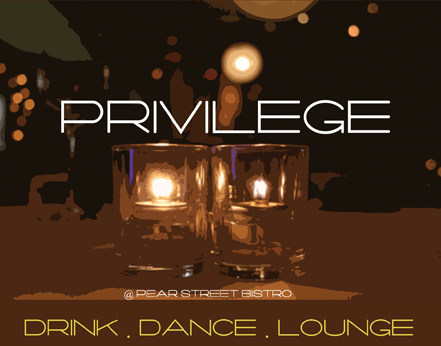 PRIVILEGE
@ PEAR STREET BISTRO
DRINK . DANCE . LOUNGE